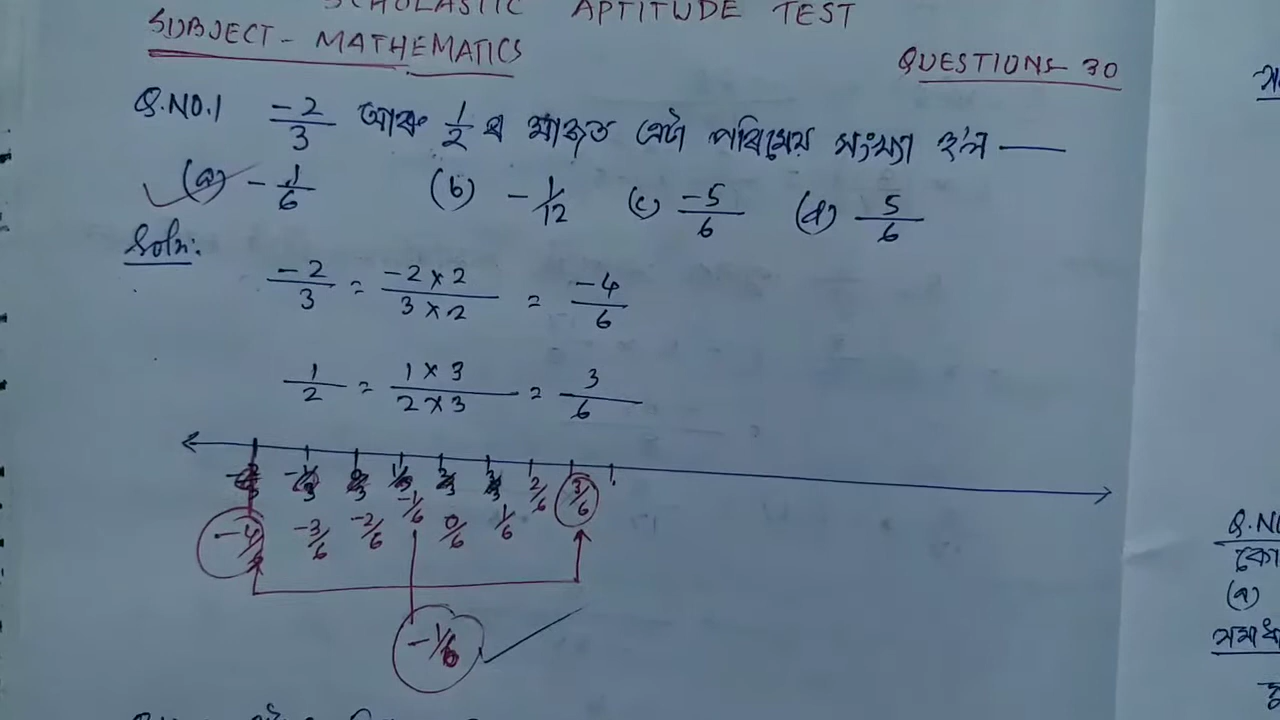 SCHOLASTIC APTITUDE TEST
SUBJECT - MATHEMATICS
QUESTIONS- 30
Q.NO.1 -2/3 আৰু 1/2 ৰ মাজত এটা পৰিমেয় সংখ্যা হ'ল ——
(a) -1/6 (b) -1/12 (c) -5/6 (d) 5/6
Soln:
-2/3 = -2×2/3×2 = -4/6
1/2 = 1×3/2×3 = 3/6
2/6 3/6
-4/6 -3/6 -2/6 -1/6 0/6 1/6
-1/6
Q.NO
(a)